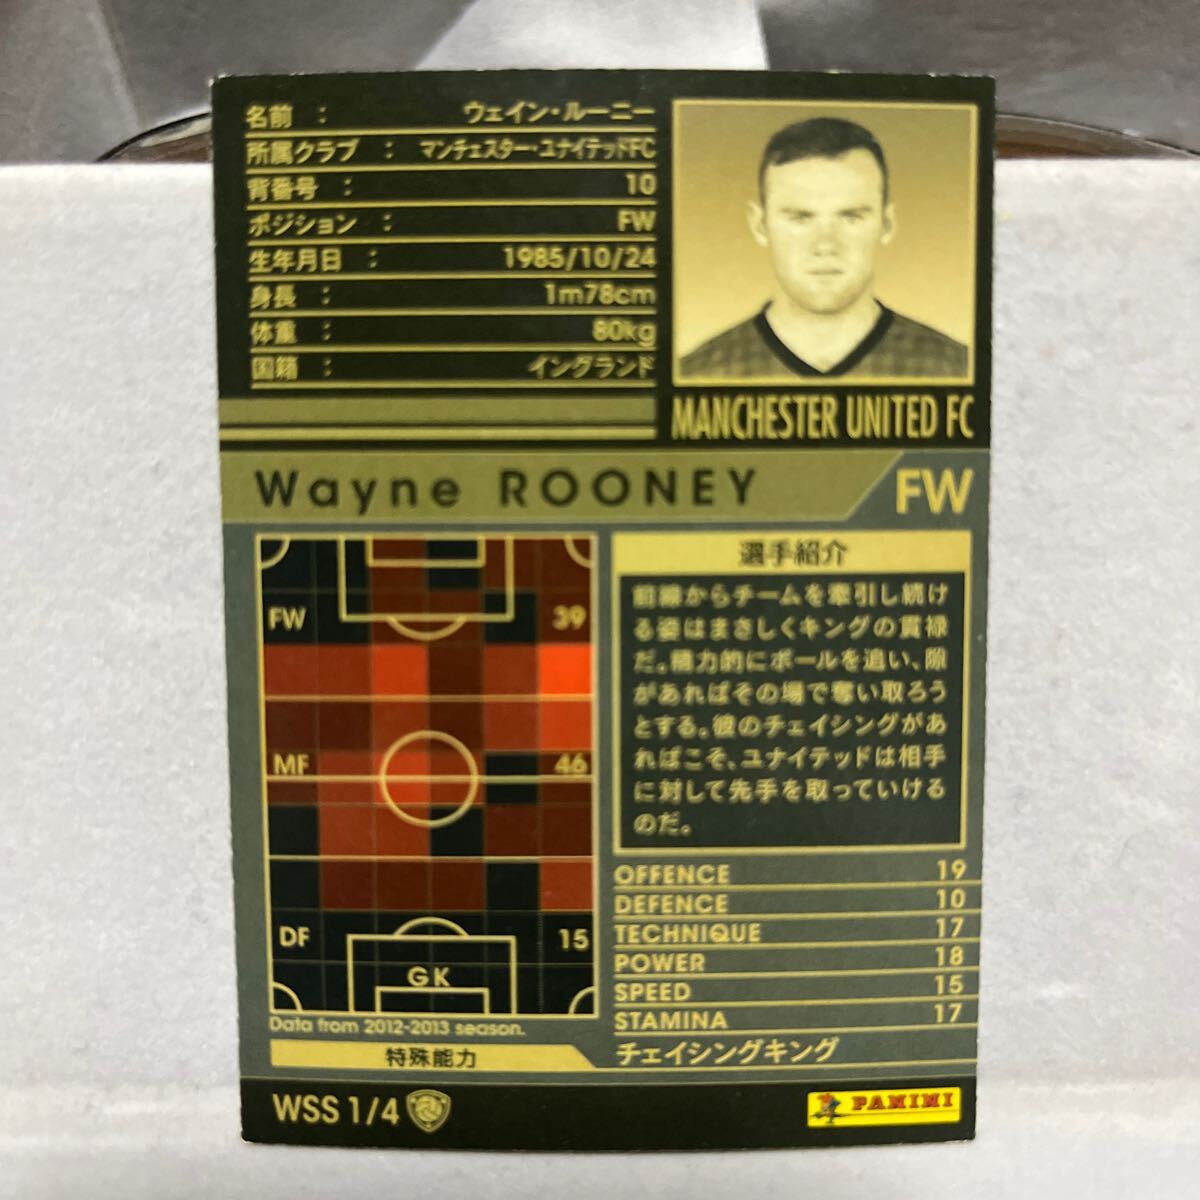 名前 : ウェイン・ルーニー
所属クラブ : マンチェスター・ユナイテッドFC
背番号 : 10
ポジション : FW
生年月日 : 1985/10/24
身長 : 1m78cm
体重 : 80kg
国籍 : イングランド
MANCHESTER UNITED FC
Wayne ROONEY FW
FW 39
MF 46
DF 15
GK
Data from 2012-2013 season.
特殊能力
選手紹介
前線からチームを牽引し続け
る姿はまさしくキングの貫禄
だ。精力的にボールを追い、隙
があればその場で奪い取ろう
とする。彼のチェイシングがあ
ればこそ、ユナイテッドは相手
に対して先手を取っていける
のだ。
OFFENCE 19
DEFENCE 10
TECHNIQUE 17
POWER 18
SPEED 15
STAMINA 17
チェイシングキング
WSS 1/4
PANINI